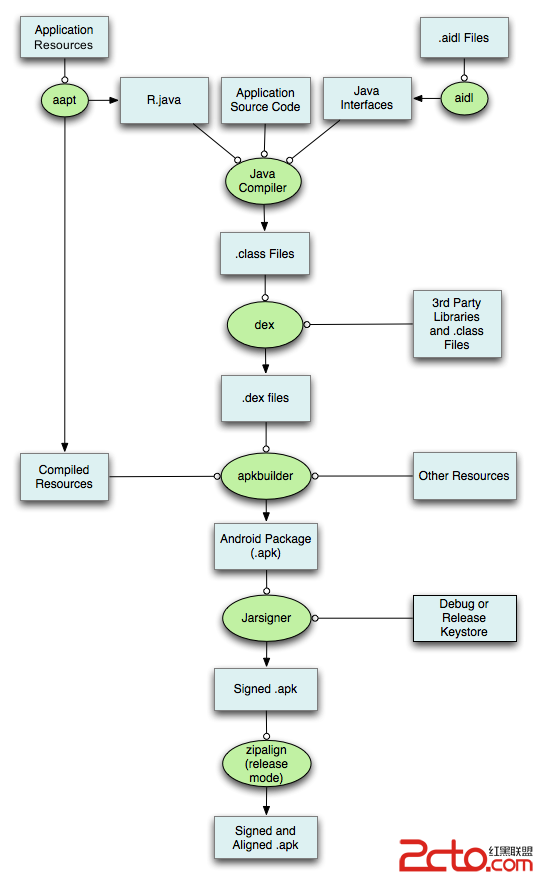 Application
Resources
.aidl Files
aapt
R.java
Application
Source Code
Java
Interfaces
aidl
Java
Compiler
.class Files
dex
3rd Party
Libraries
and .class
Files
.dex files
Compiled
Resources
apkbuilder
Other Resources
Android Package
(.apk)
Jarsigner
Debug or
Release
Keystore
Signed .apk
zipalign
(release
mode)
Signed and
Aligned .apk
红黑联盟
2cto.com